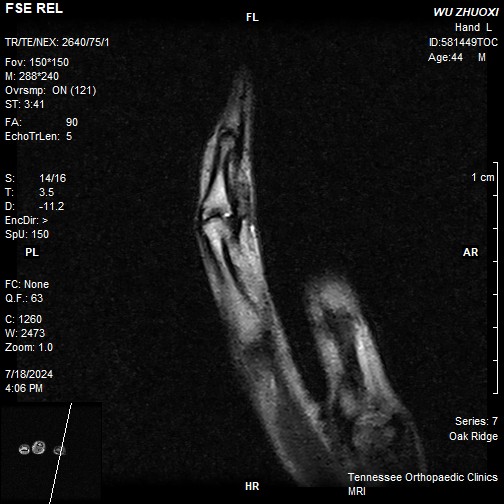 FSE REL
FL
WU ZHUOXI
Hand L
TR/TE/NEX: 2640/75/1
ID:581449TOC
Age:44 M
Fov: 150*150
M: 288*240
Ovrsmp: ON (121)
ST: 3:41
FA: 90
EchoTrLen: 5
S: 14/16
T: 3.5
D: -11.2
EncDir: >
SpU: 150
1 cm
PL
AR
FC: None
Q.F.: 63
C: 1260
W: 2473
Zoom: 1.0
7/18/2024
4:06 PM
Series: 7
Oak Ridge
HR
Tennessee Orthopaedic Clinics
MRI